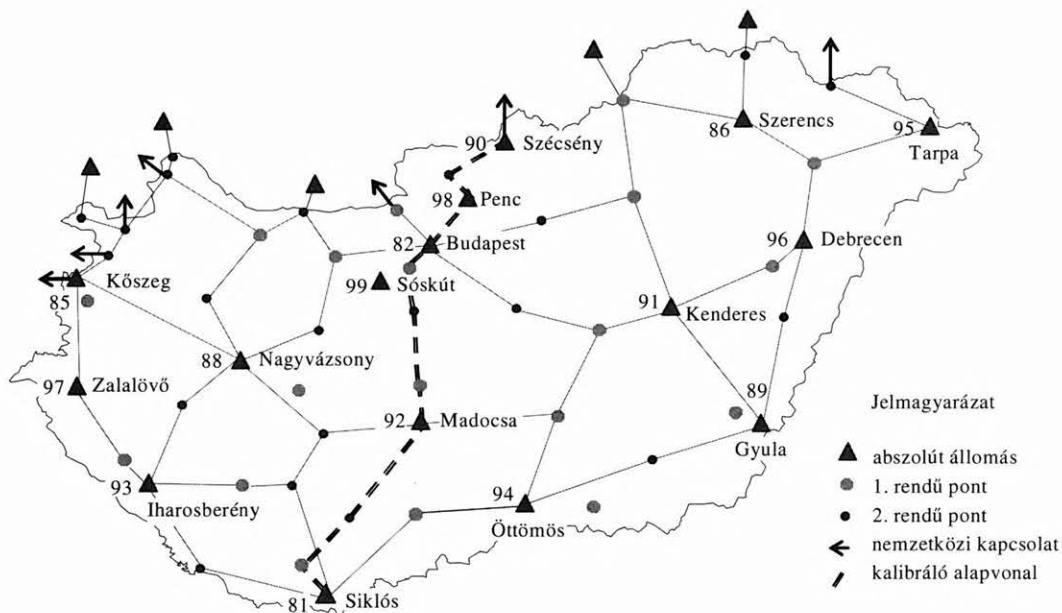 86 Szerencs
95
Tarpa
90 Szécsény
98 Penc
82 Budapest
96 Debrecen
Kőszeg
85
99 Sóskút
91 Kenderes
88 Nagyvázsony
97 Zalalövő
92 Madocsa
89
Gyula
93
Iharosberény
94
Öttömös
81 Siklós
Jelmagyarázat
abszolút állomás
1. rendű pont
2. rendű pont
nemzetközi kapcsolat
kalibráló alapvonal